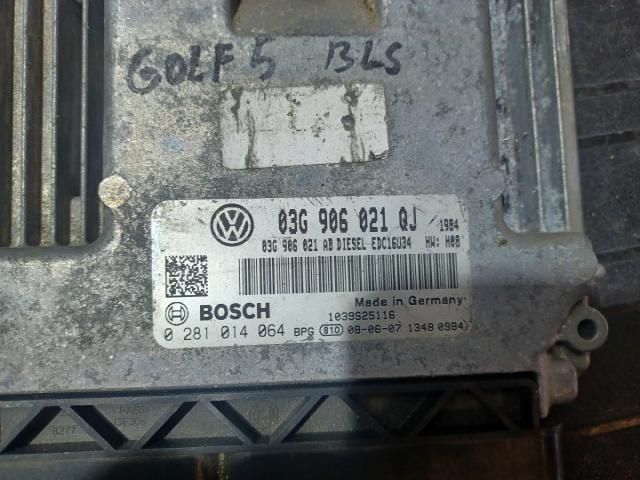 GOLF 5 BLS
03G 906 021 QJ 1984
03G 906 021 AB DIESEL EDC16U34 HW: H08
BOSCH
Made in Germany
1039S25116
0 281 014 064 BPG 810 08-06-07 1348 0984